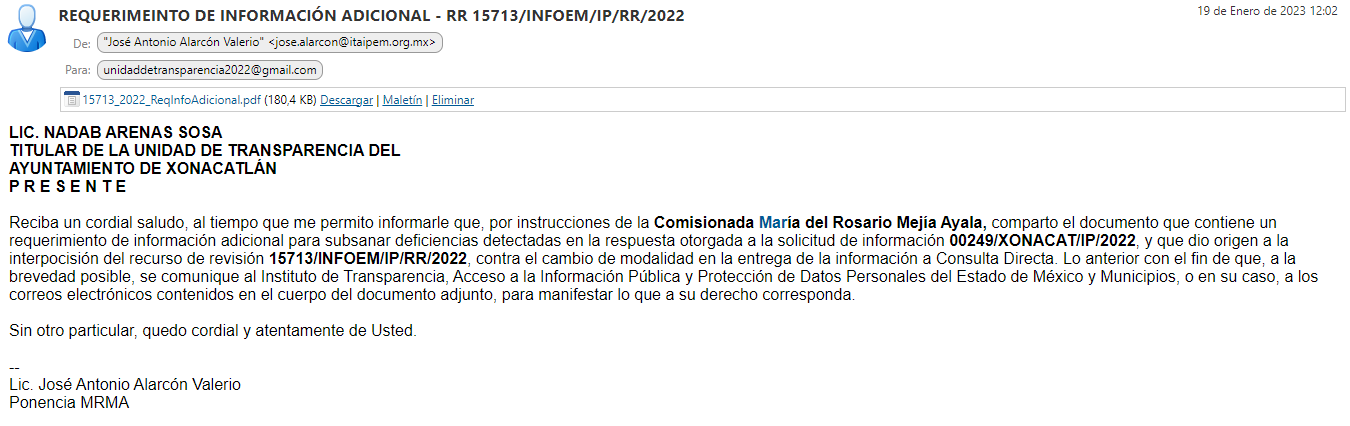 REQUERIMEINTO DE INFORMACIÓN ADICIONAL - RR 15713/INFOEM/IP/RR/2022
19 de Enero de 2023 12:02
De: "José Antonio Alarcón Valerio" <jose.alarcon@itaipem.org.mx>
Para: unidaddetransparencia2022@gmail.com
15713_2022_ReqInfoAdicional.pdf (180,4 KB) Descargar | Maletín | Eliminar
LIC. NADAB ARENAS SOSA
TITULAR DE LA UNIDAD DE TRANSPARENCIA DEL
AYUNTAMIENTO DE XONACATLÁN
P R E S E N T E
Reciba un cordial saludo, al tiempo que me permito informarle que, por instrucciones de la Comisionada María del Rosario Mejía Ayala, comparto el documento que contiene un
requerimiento de información adicional para subsanar deficiencias detectadas en la respuesta otorgada a la solicitud de información 00249/XONACAT/IP/2022, y que dio origen a la
interpocisión del recurso de revisión 15713/INFOEM/IP/RR/2022, contra el cambio de modalidad en la entrega de la información a Consulta Directa. Lo anterior con el fin de que, a la
brevedad posible, se comunique al Instituto de Transparencia, Acceso a la Información Pública y Protección de Datos Personales del Estado de México y Municipios, o en su caso, a los
correos electrónicos contenidos en el cuerpo del documento adjunto, para manifestar lo que a su derecho corresponda.
Sin otro particular, quedo cordial y atentamente de Usted.
--
Lic. José Antonio Alarcón Valerio
Ponencia MRMA